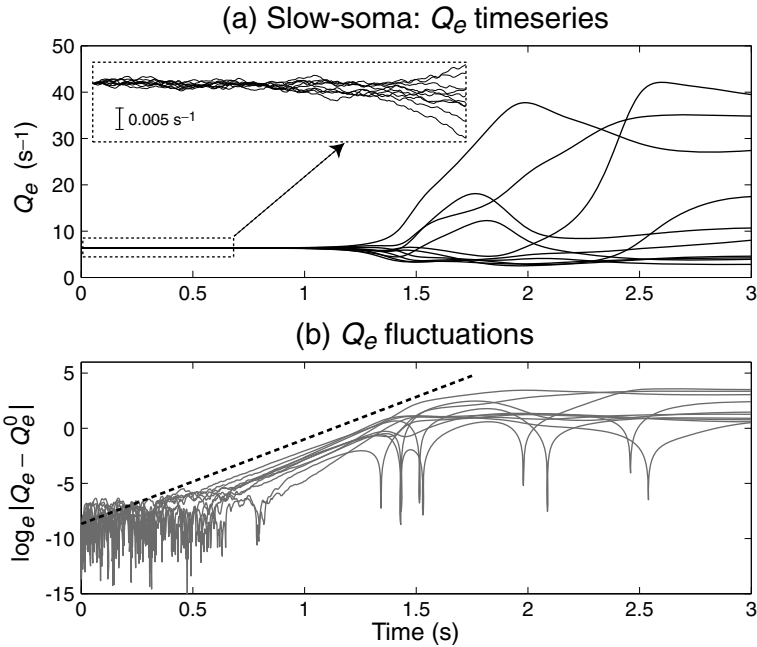 (a) Slow-soma: Qe timeseries
50
40
30
20
10
0
Qe (s⁻¹)
0.005 s⁻¹
0 0.5 1 1.5 2 2.5 3
(b) Qe fluctuations
5
0
-5
-10
-15
logₑ |Qe − Qe⁰|
0 0.5 1 1.5 2 2.5 3
Time (s)